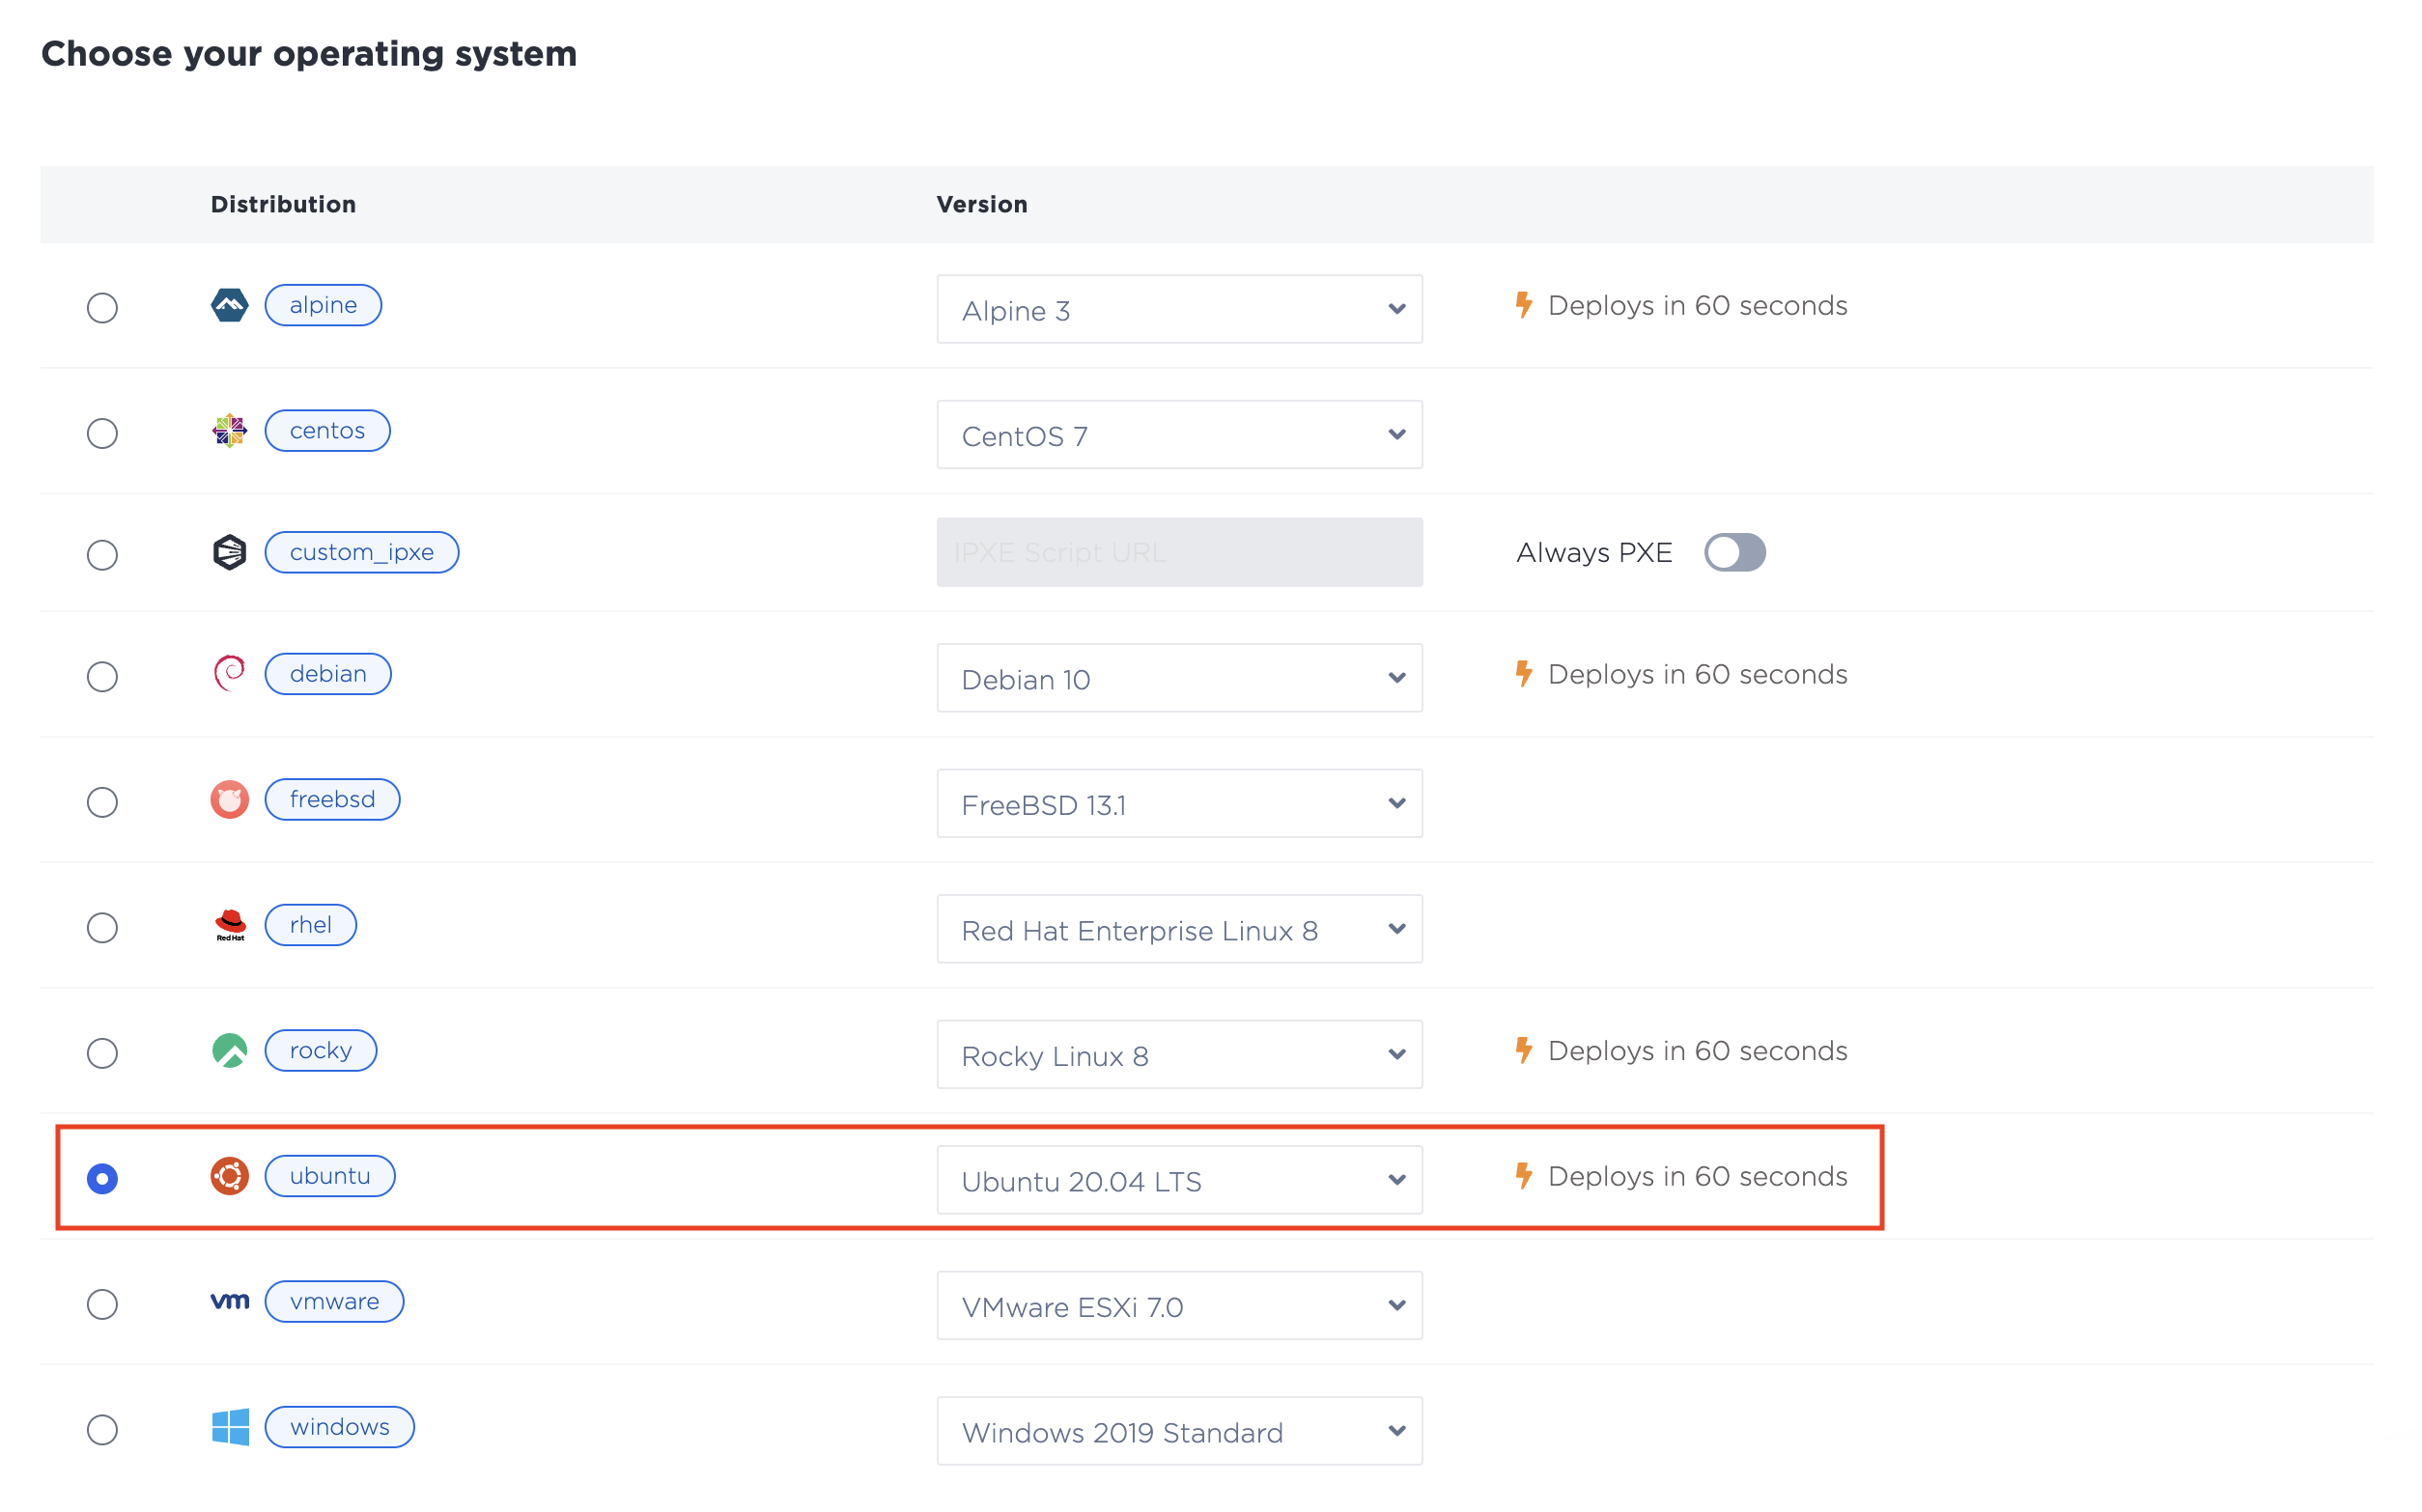 Choose your operating system
Distribution Version
alpine Alpine 3 Deploys in 60 seconds
centos CentOS 7
custom_ipxe IPXE Script URL Always PXE
debian Debian 10 Deploys in 60 seconds
freebsd FreeBSD 13.1
Red Hat rhel Red Hat Enterprise Linux 8
rocky Rocky Linux 8 Deploys in 60 seconds
ubuntu Ubuntu 20.04 LTS Deploys in 60 seconds
vm vmware VMware ESXi 7.0
windows Windows 2019 Standard